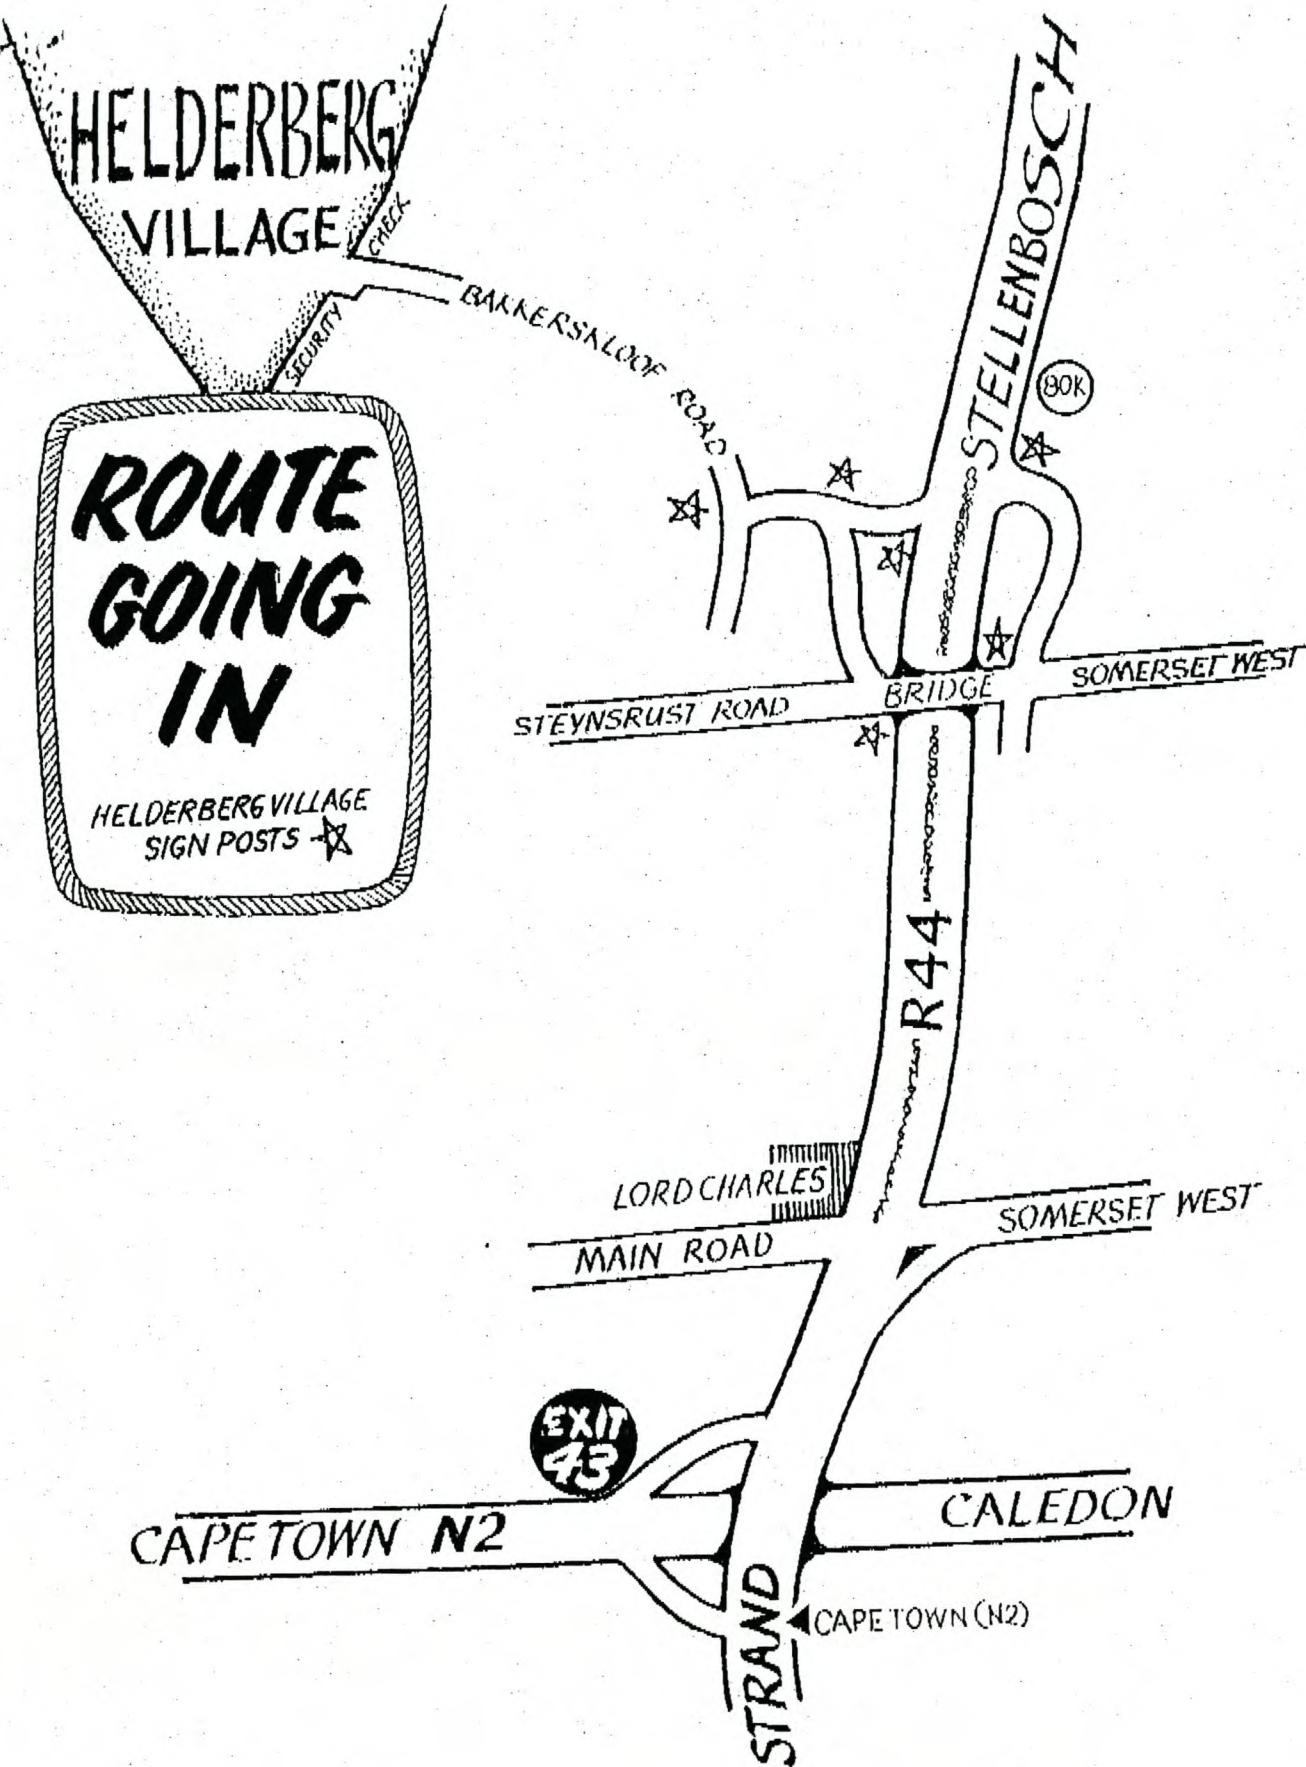 HELDERBERG
VILLAGE
CHECK
SECURITY
BAKKERSKLOOF ROAD
STELLENBOSCH
80K
ROUTE
GOING
IN
HELDERBERG VILLAGE
SIGN POSTS
STEYNSRUST ROAD
BRIDGE
SOMERSET WEST
R44
LORD CHARLES
MAIN ROAD
SOMERSET WEST
EXIT
43
CAPE TOWN N2
CALEDON
STRAND
CAPE TOWN (N2)